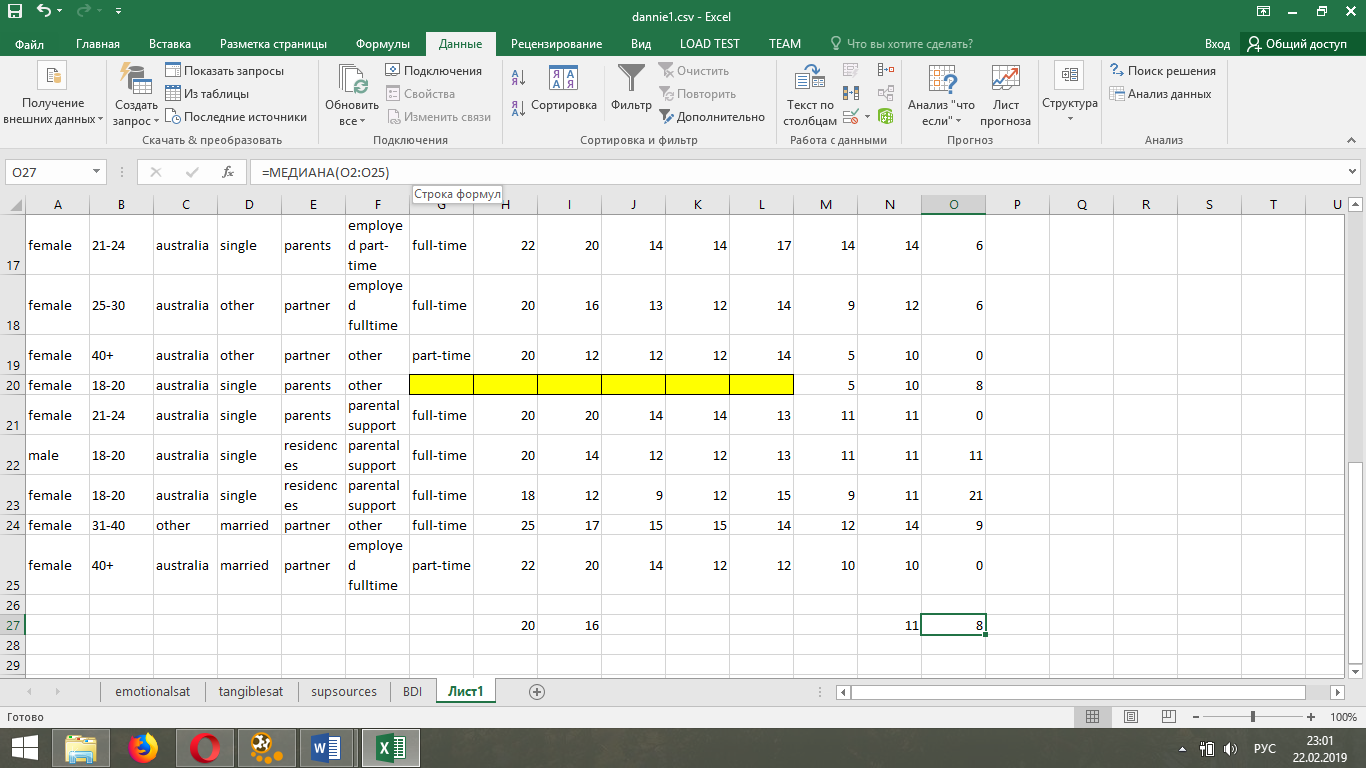 dannie1.csv - Excel
Файл Главная Вставка Разметка страницы Формулы Данные Рецензирование Вид LOAD TEST TEAM Что вы хотите сделать? Вход Общий доступ
Получение
внешних данных
Создать
запрос
Показать запросы
Из таблицы
Последние источники
Скачать & преобразовать
Обновить
все
Подключения
Свойства
Изменить связи
Подключения
Сортировка
Фильтр
Очистить
Повторить
Дополнительно
Сортировка и фильтр
Текст по
столбцам
Работа с данными
Анализ "что
если"
Лист
прогноза
Прогноз
Структура
Поиск решения
Анализ данных
Анализ
O27 fx =МЕДИАНА(O2:O25)
Строка формул
A B C D E F G H I J K L M N O P Q R S T U
17 female 21-24 australia single parents employe
d part-
time full-time 22 20 14 14 17 14 14 6
18 female 25-30 australia other partner employe
d
fulltime full-time 20 16 13 12 14 9 12 6
19 female 40+ australia other partner other part-time 20 12 12 12 14 5 10 0
20 female 18-20 australia single parents other 5 10 8
21 female 21-24 australia single parents parental
support full-time 20 20 14 14 13 11 11 0
22 male 18-20 australia single residenc
es parental
support full-time 20 14 12 12 13 11 11 11
23 female 18-20 australia single residenc
es parental
support full-time 18 12 9 12 15 9 11 21
24 female 31-40 other married partner other full-time 25 17 15 15 14 12 14 9
25 female 40+ australia married partner employe
d
fulltime part-time 22 20 14 12 12 10 10 0
26
27 20 16 11 8
28
29
emotionalsat tangiblesat supsources BDI Лист1
Готово 100%
РУС 23:01
22.02.2019